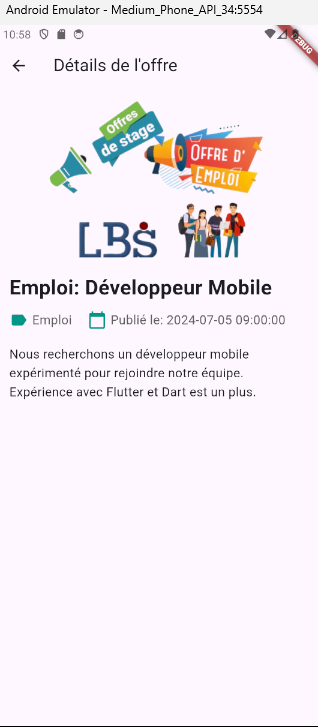 Android Emulator - Medium_Phone_API_34:5554
10:58
DEBUG
Détails de l'offre
Offres
de stage
OFFRE D'
EMPLOI
LBS
Emploi: Développeur Mobile
Emploi
Publié le: 2024-07-05 09:00:00
Nous recherchons un développeur mobile
expérimenté pour rejoindre notre équipe.
Expérience avec Flutter et Dart est un plus.